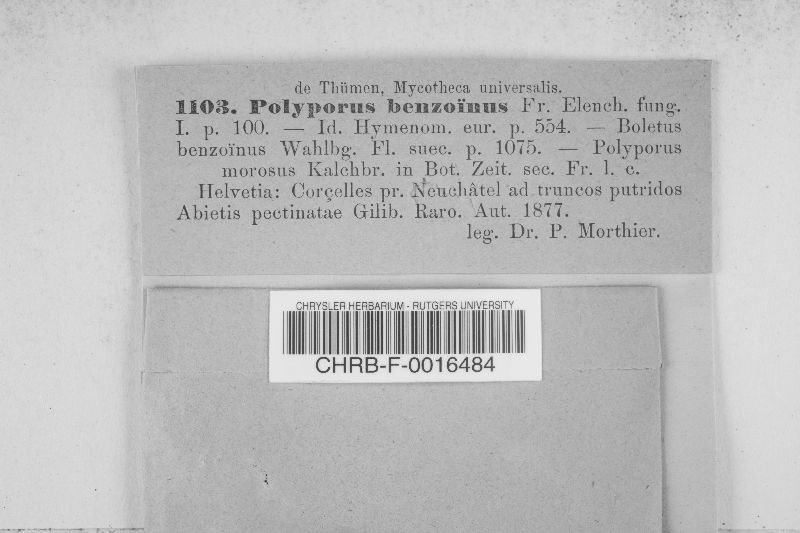 de Thümen, Mycotheca universalis.
1103. Polyporus benzoïnus Fr. Elench. fung.
I. p. 100. — Id. Hymenom. eur. p. 554. — Boletus
benzoïnus Wahlbg. Fl. suec. p. 1075. — Polyporus
morosus Kalchbr. in Bot. Zeit. sec. Fr. l. c.
Helvetia: Corçelles pr. Neuchâtel ad truncos putridos
Abietis pectinatae Gilib. Raro. Aut. 1877.
leg. Dr. P. Morthier.
CHRYSLER HERBARIUM - RUTGERS UNIVERSITY
CHRB-F-0016484